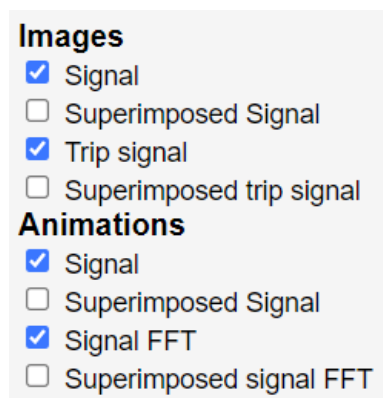 Images
Signal
Superimposed Signal
Trip signal
Superimposed trip signal
Animations
Signal
Superimposed Signal
Signal FFT
Superimposed signal FFT